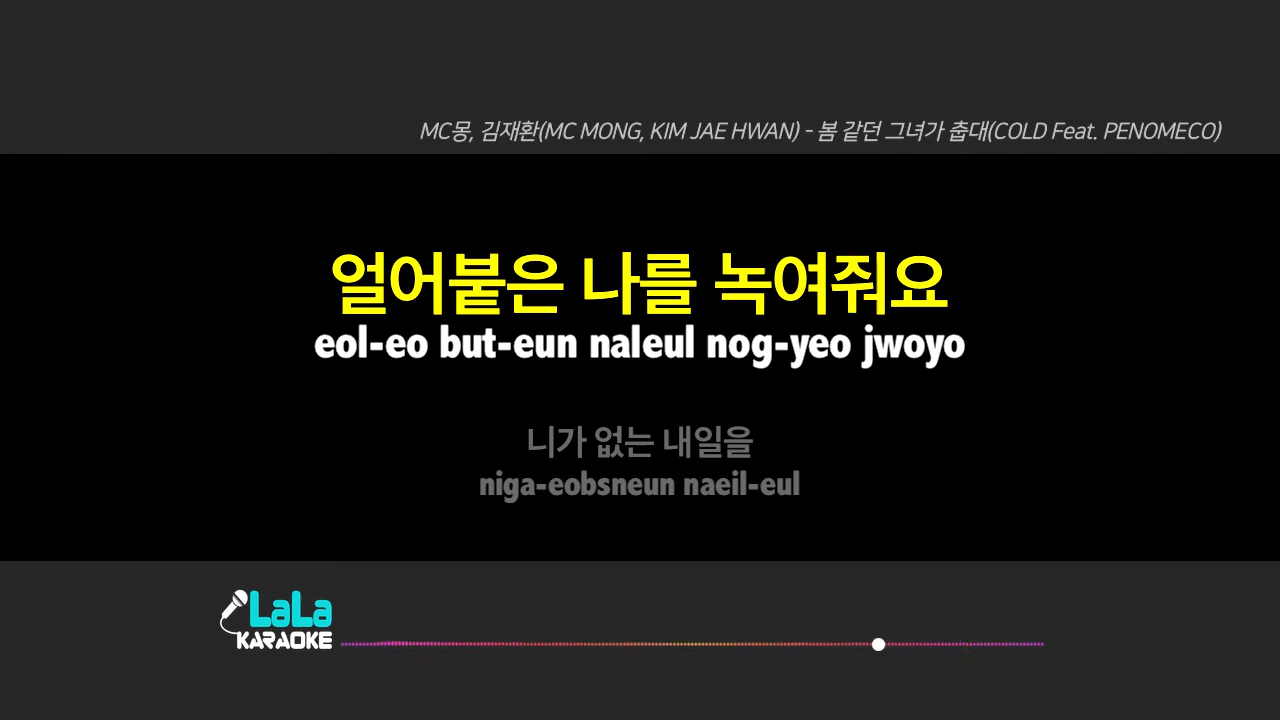 MC몽, 김재환(MC MONG, KIM JAE HWAN) - 봄 같던 그녀가 춥대(COLD Feat. PENOMECO)
얼어붙은 나를 녹여줘요
eol-eo but-eun naleul nog-yeo jwoyo
니가 없는 내일을
niga-eobsneun naeil-eul
LaLa
KARAOKE